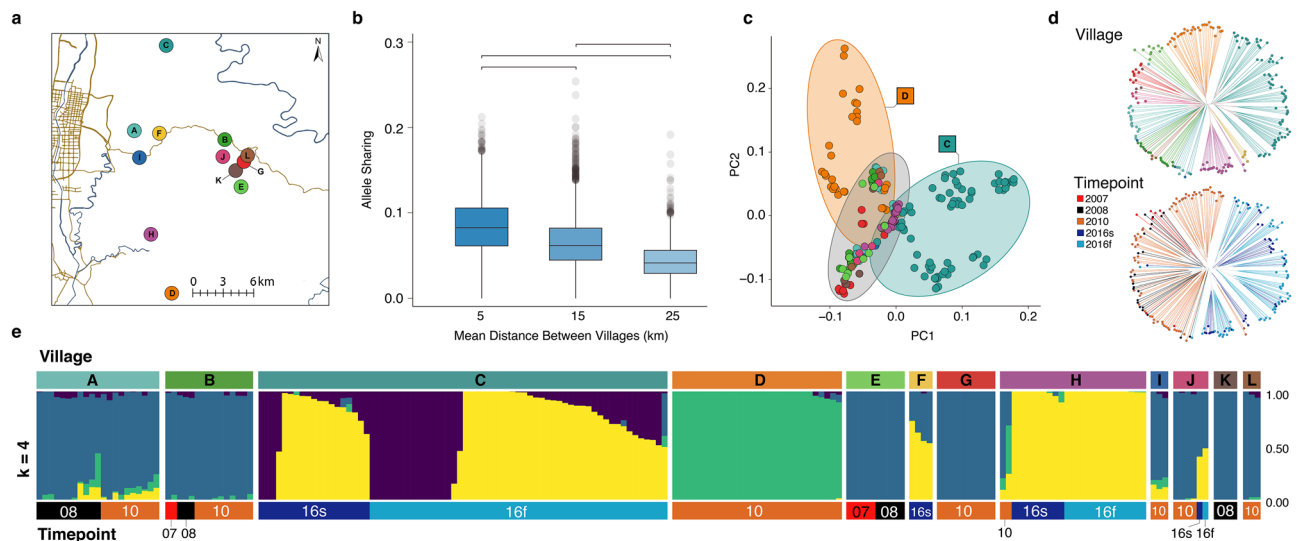 a
N
C
A
F
B
I
J
L
K
G
E
H
D
0 3 6 km
b
0.3
0.2
0.1
0.0
Allele Sharing
5 15 25
Mean Distance Between Villages (km)
c
0.2
0.1
0.0
−0.1
PC2
D
C
−0.1 0.0 0.1 0.2
PC1
d
Village
Timepoint
2007
2008
2010
2016s
2016f
e
Village
A B C D E F G H I J K L
k = 4
1.00
0.50
0.00
08 10 10 16s 16f 10 07 08 16s 10 16s 16f 10 10 08 10
07 08 10 16s 16f
Timepoint